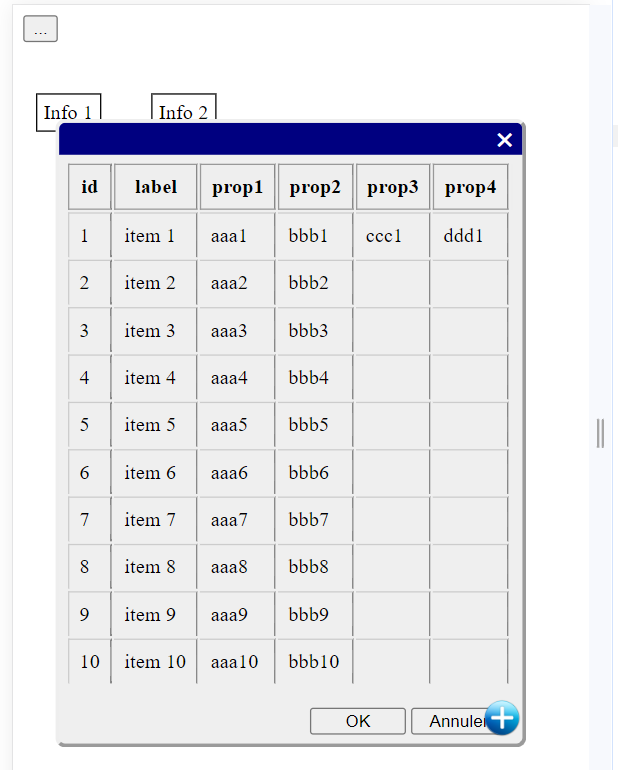 ...
Info 1 Info 2
id label prop1 prop2 prop3 prop4
1 item 1 aaa1 bbb1 ccc1 ddd1
2 item 2 aaa2 bbb2
3 item 3 aaa3 bbb3
4 item 4 aaa4 bbb4
5 item 5 aaa5 bbb5
6 item 6 aaa6 bbb6
7 item 7 aaa7 bbb7
8 item 8 aaa8 bbb8
9 item 9 aaa9 bbb9
10 item 10 aaa10 bbb10
OK Annuler